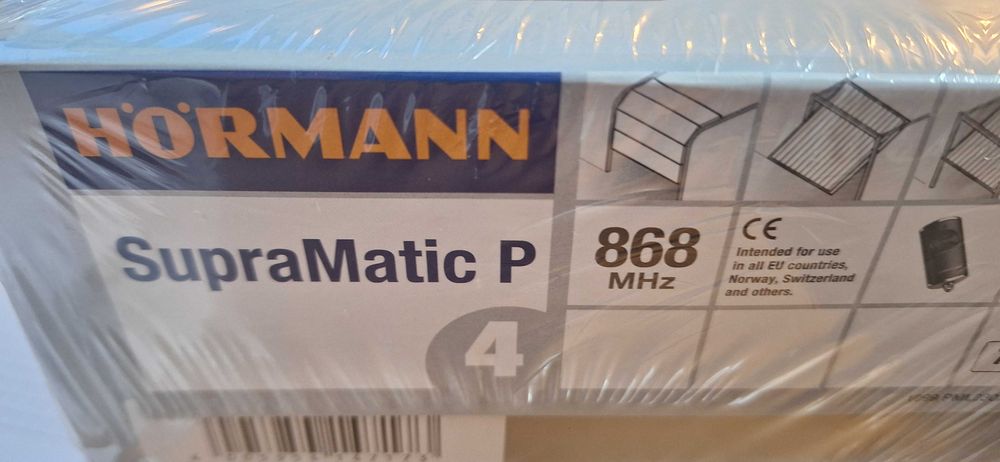 HÖRMANN
SupraMatic P
4
868
MHz
CE
Intended for use
in all EU countries,
Norway, Switzerland
and others.